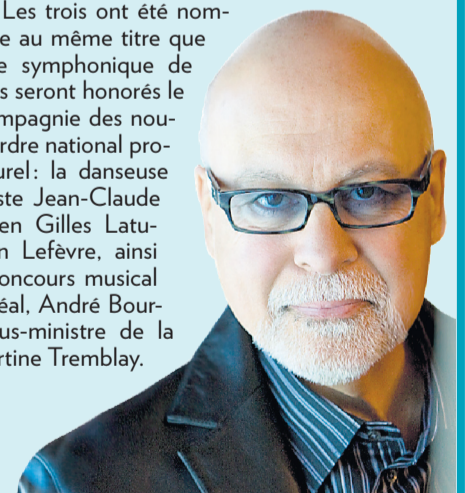 Les trois ont été nom-
e au même titre que
e symphonique de
s seront honorés le
mpagnie des nou-
rdre national pro-
urel : la danseuse
ste Jean-Claude
en Gilles Latu-
n Lefèvre, ainsi
oncours musical
éal, André Bour-
us-ministre de la
rtine Tremblay.